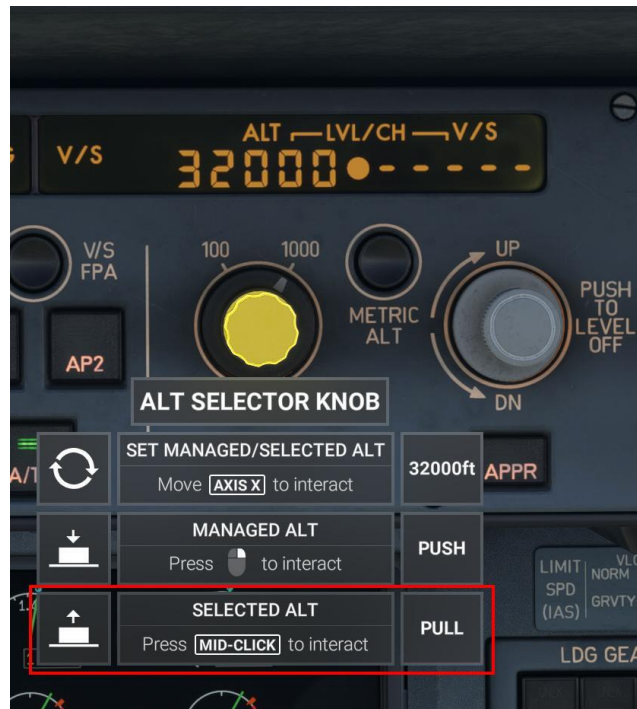 ALT LVL/CH V/S
V/S 32000 - - - - -
V/S
FPA
100 1000
UP
METRIC
ALT
PUSH
TO
LEVEL
OFF
AP2
DN
ALT SELECTOR KNOB
SET MANAGED/SELECTED ALT
Move AXIS X to interact
32000ft
APPR
A/T
MANAGED ALT
Press to interact
PUSH
LIMIT
SPD
(IAS)
NORM
GRVTY
SELECTED ALT
Press MID-CLICK to interact
PULL
LDG GEA